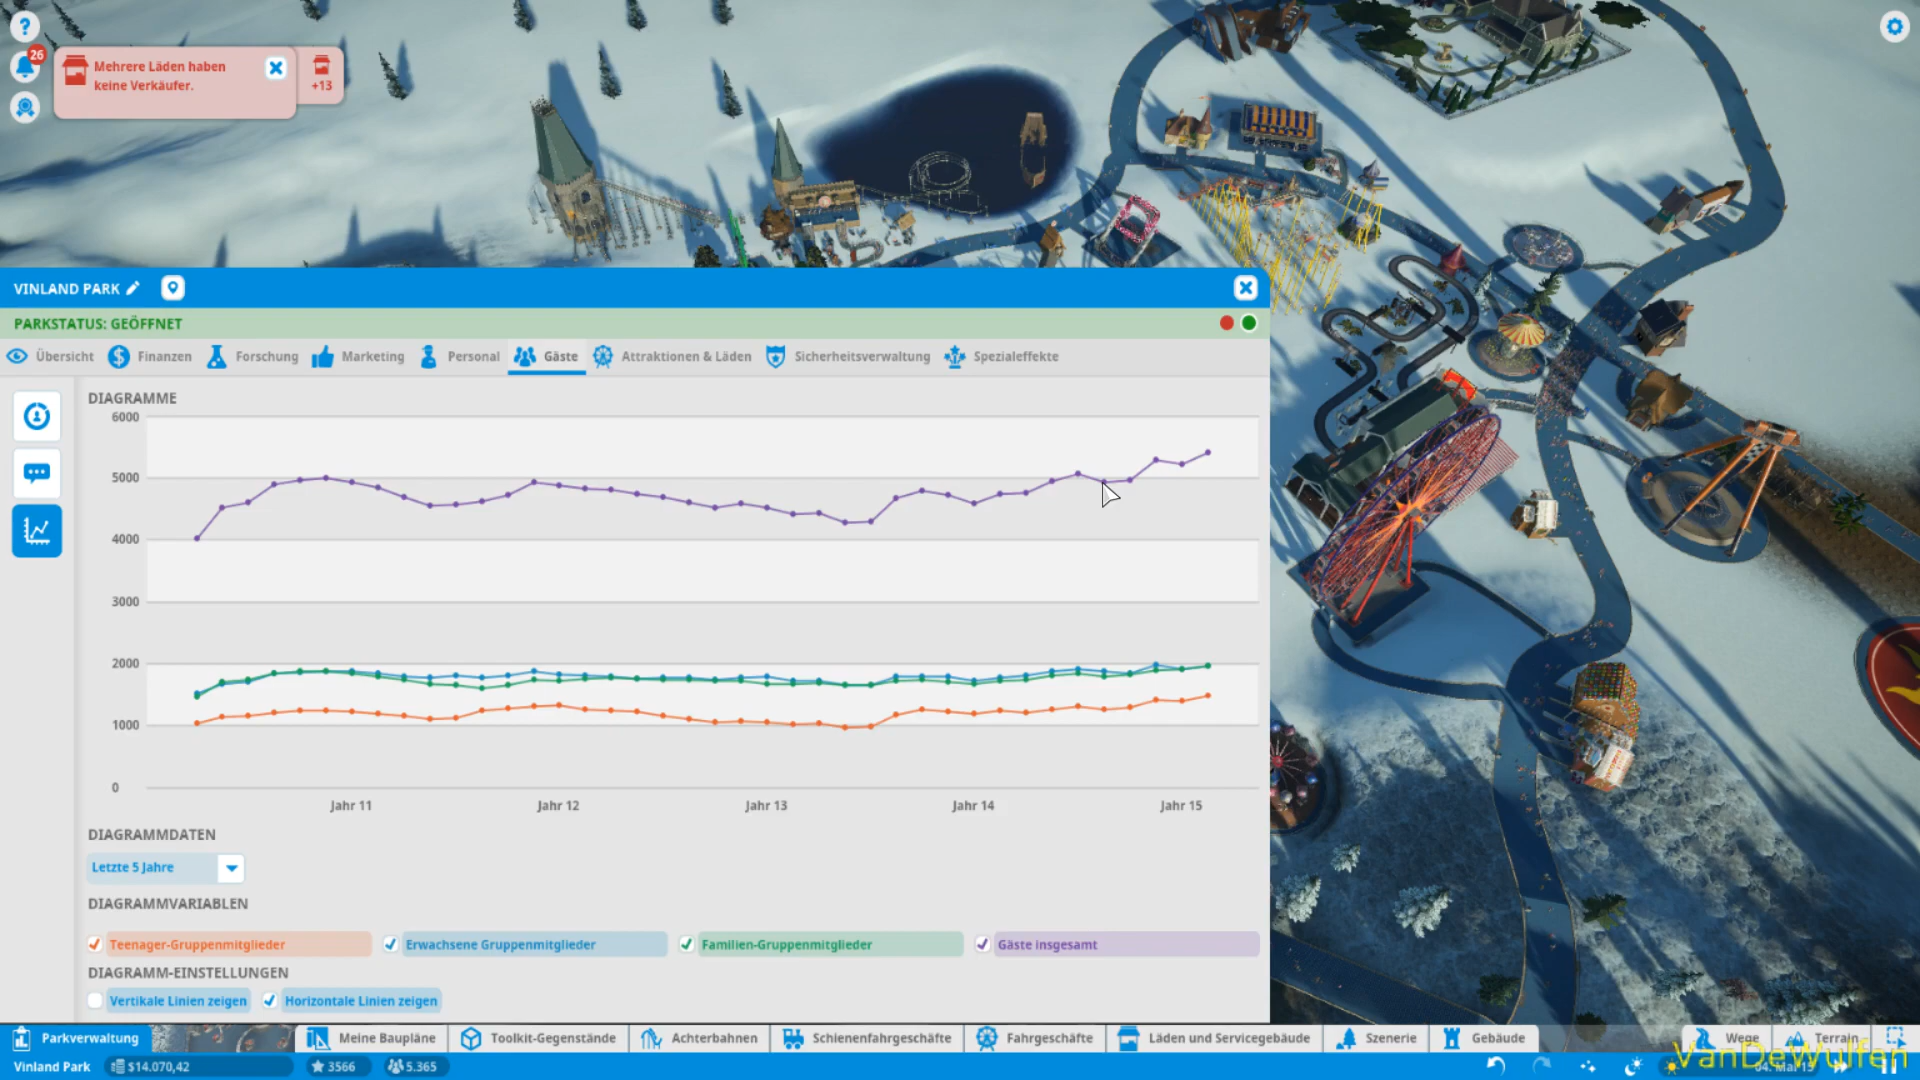 26
Mehrere Läden haben
keine Verkäufer.
+13
VINLAND PARK
PARKSTATUS: GEÖFFNET
Übersicht Finanzen Forschung Marketing Personal Gäste Attraktionen & Läden Sicherheitsverwaltung Spezialeffekte
DIAGRAMME
6000
5000
4000
3000
2000
1000
0
Jahr 11 Jahr 12 Jahr 13 Jahr 14 Jahr 15
DIAGRAMMDATEN
Letzte 5 Jahre
DIAGRAMMVARIABLEN
Teenager-Gruppenmitglieder Erwachsene Gruppenmitglieder Familien-Gruppenmitglieder Gäste insgesamt
DIAGRAMM-EINSTELLUNGEN
Vertikale Linien zeigen Horizontale Linien zeigen
Parkverwaltung Meine Baupläne Toolkit-Gegenstände Achterbahnen Schienenfahrgeschäfte Fahrgeschäfte Läden und Servicegebäude Szenerie Gebäude Wege Terrain
Vinland Park $14.070,42 3566 5.365 04. Mai 15
VanDeWulfen